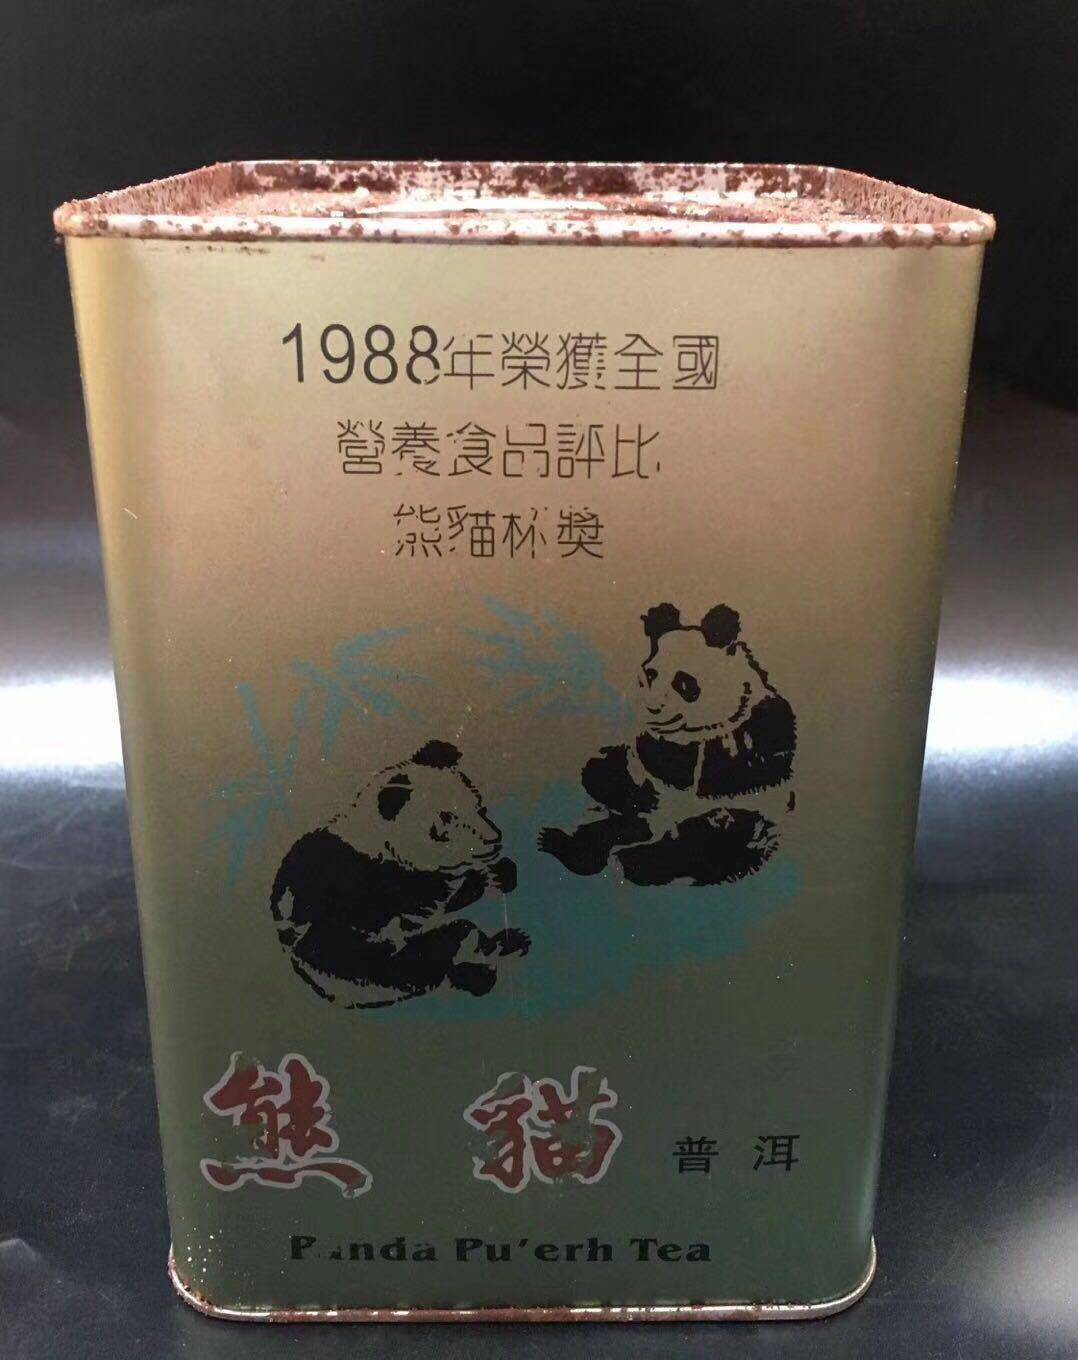 1988年榮獲全國
營養食品評比
熊貓杯獎
熊貓 普洱
Panda Pu'erh Tea